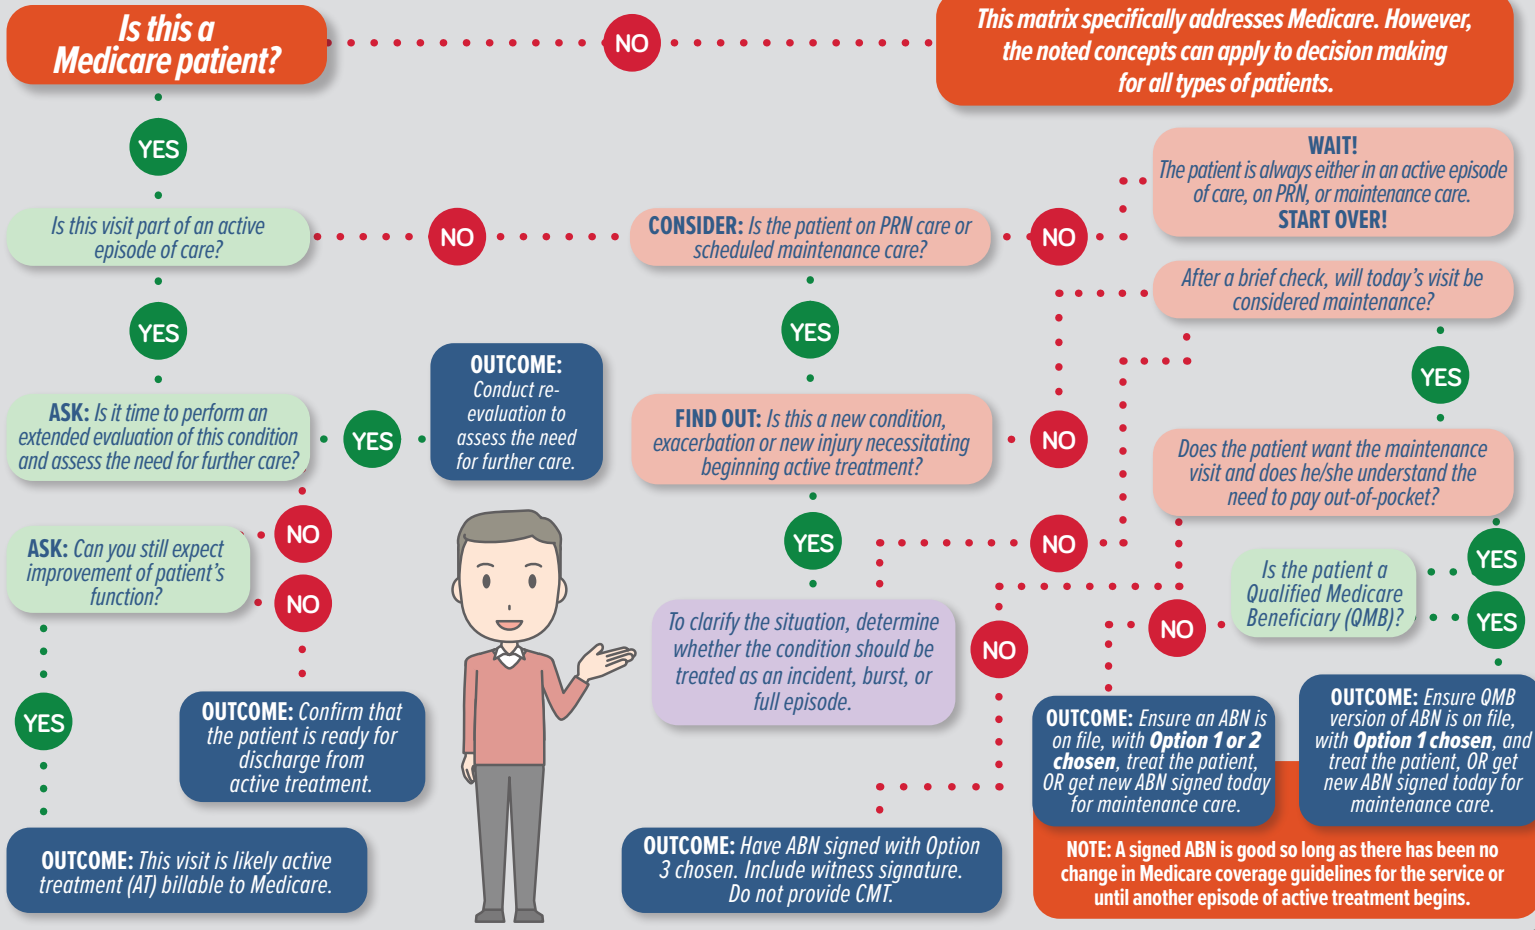 Is this a
Medicare patient?
NO
This matrix specifically addresses Medicare. However,
the noted concepts can apply to decision making
for all types of patients.
YES
WAIT!
The patient is always either in an active episode
of care, on PRN, or maintenance care.
START OVER!
Is this visit part of an active
episode of care?
NO
CONSIDER: Is the patient on PRN care or
scheduled maintenance care?
NO
After a brief check, will today's visit be
considered maintenance?
YES
YES
YES
OUTCOME:
Conduct re-
evaluation to
assess the need
for further care.
ASK: Is it time to perform an
extended evaluation of this condition
and assess the need for further care?
YES
FIND OUT: Is this a new condition,
exacerbation or new injury necessitating
beginning active treatment?
NO
Does the patient want the maintenance
visit and does he/she understand the
need to pay out-of-pocket?
NO
ASK: Can you still expect
improvement of patient's
function?
NO
YES
NO
YES
Is the patient a
Qualified Medicare
Beneficiary (QMB)?
YES
To clarify the situation, determine
whether the condition should be
treated as an incident, burst, or
full episode.
NO
NO
YES
OUTCOME: Confirm that
the patient is ready for
discharge from
active treatment.
OUTCOME: Ensure an ABN is
on file, with Option 1 or 2
chosen, treat the patient,
OR get new ABN signed today
for maintenance care.
OUTCOME: Ensure QMB
version of ABN is on file,
with Option 1 chosen, and
treat the patient, OR get
new ABN signed today for
maintenance care.
OUTCOME: This visit is likely active
treatment (AT) billable to Medicare.
OUTCOME: Have ABN signed with Option
3 chosen. Include witness signature.
Do not provide CMT.
NOTE: A signed ABN is good so long as there has been no
change in Medicare coverage guidelines for the service or
until another episode of active treatment begins.